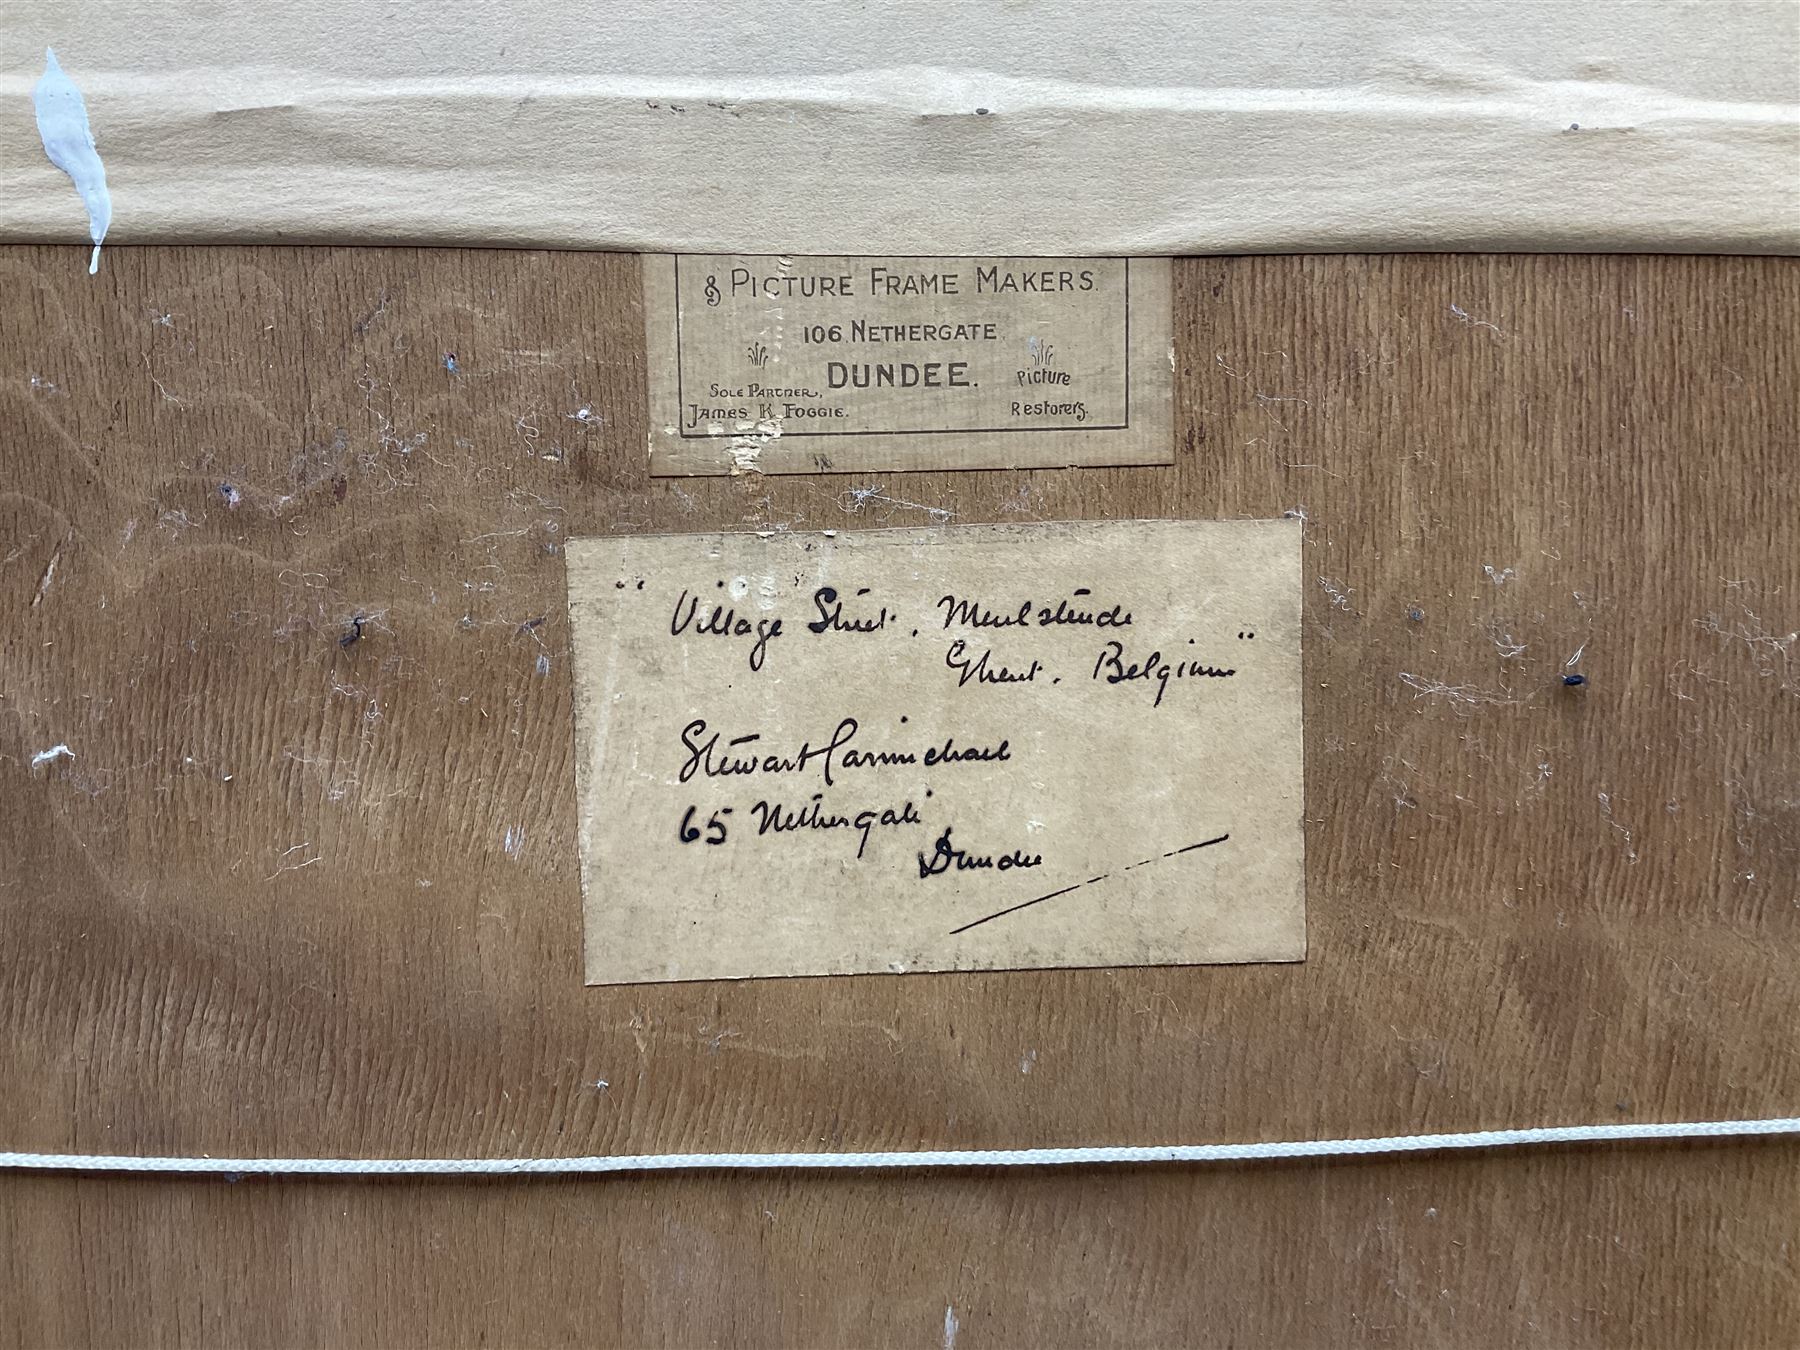 & PICTURE FRAME MAKERS.
106 NETHERGATE
DUNDEE.
SOLE PARTNER,
JAMES K. FOGGIE.
Picture
Restorers.
" Village Street, Meulsteede
Ghent. Belgium "
Stewart Carmichael
65 Nethergate
Dundee